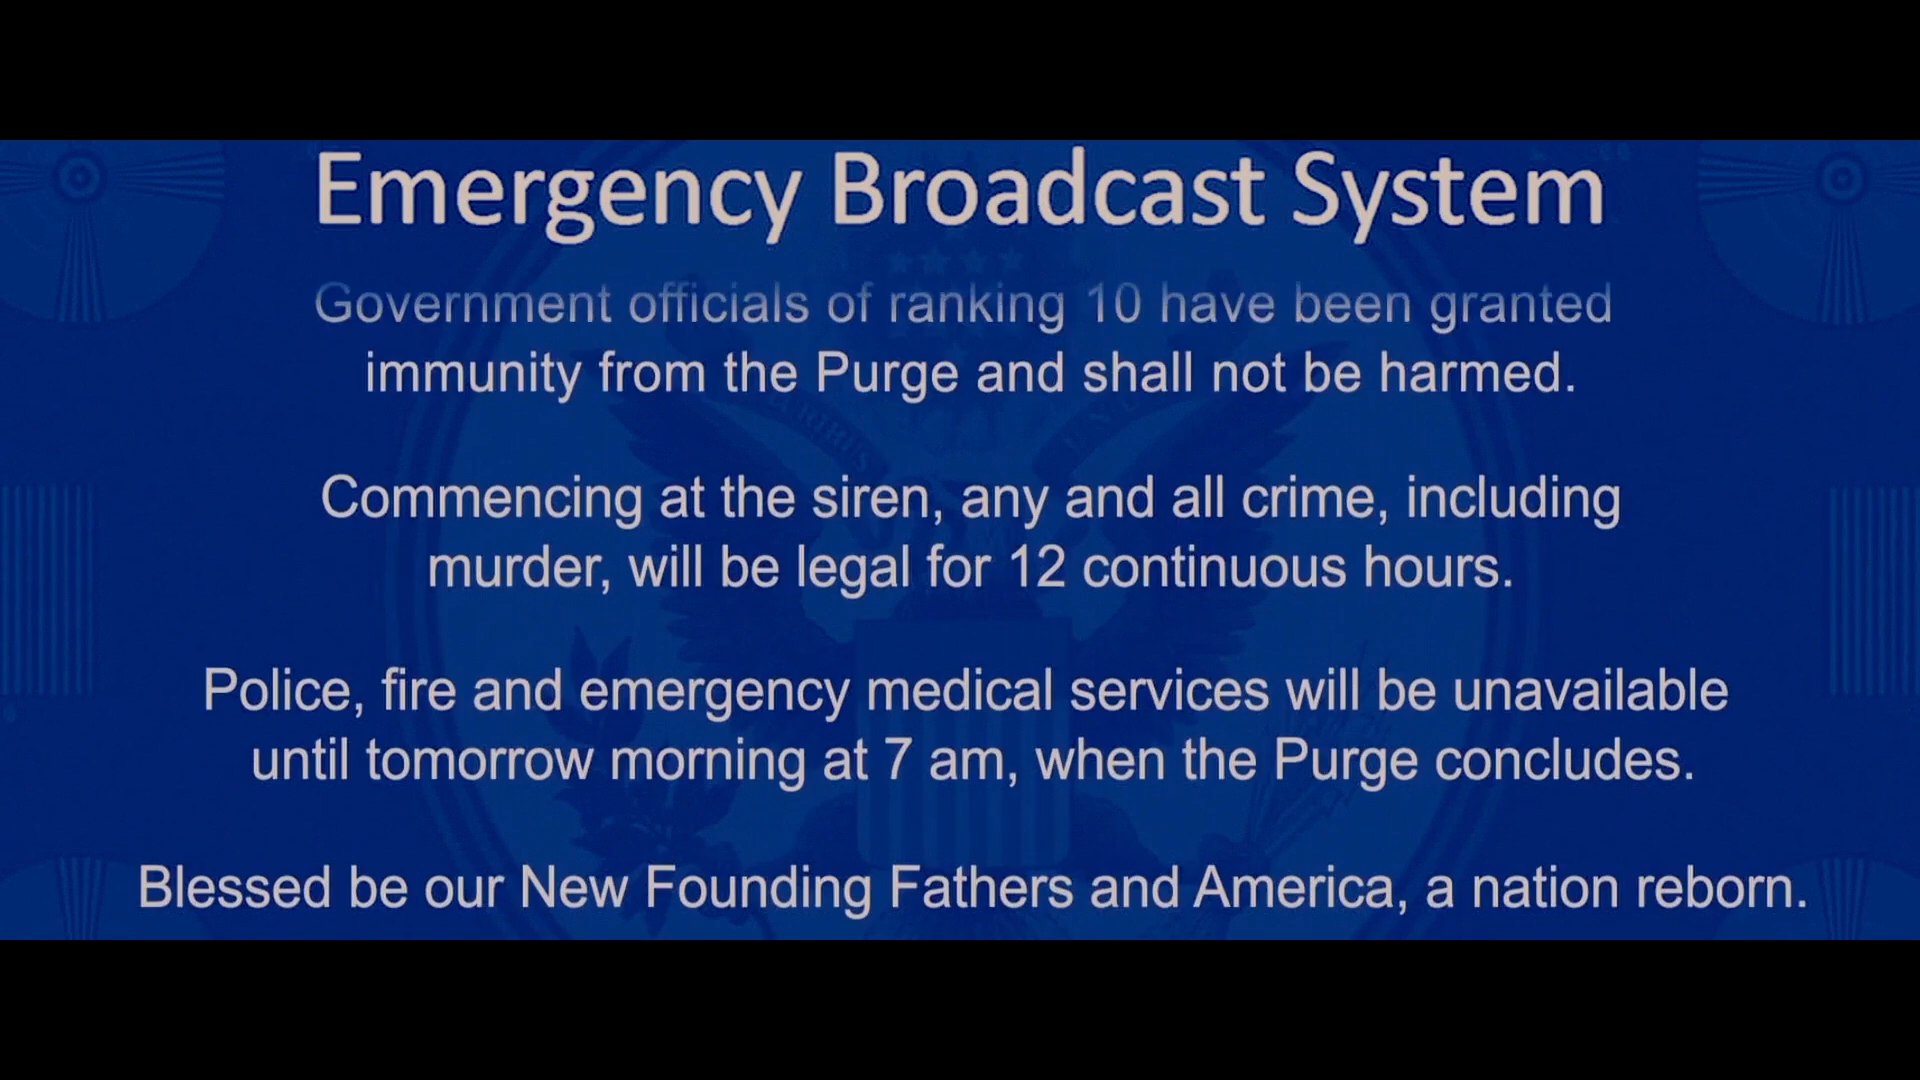 Emergency Broadcast System
Government officials of ranking 10 have been granted
immunity from the Purge and shall not be harmed.
Commencing at the siren, any and all crime, including
murder, will be legal for 12 continuous hours.
Police, fire and emergency medical services will be unavailable
until tomorrow morning at 7 am, when the Purge concludes.
Blessed be our New Founding Fathers and America, a nation reborn.